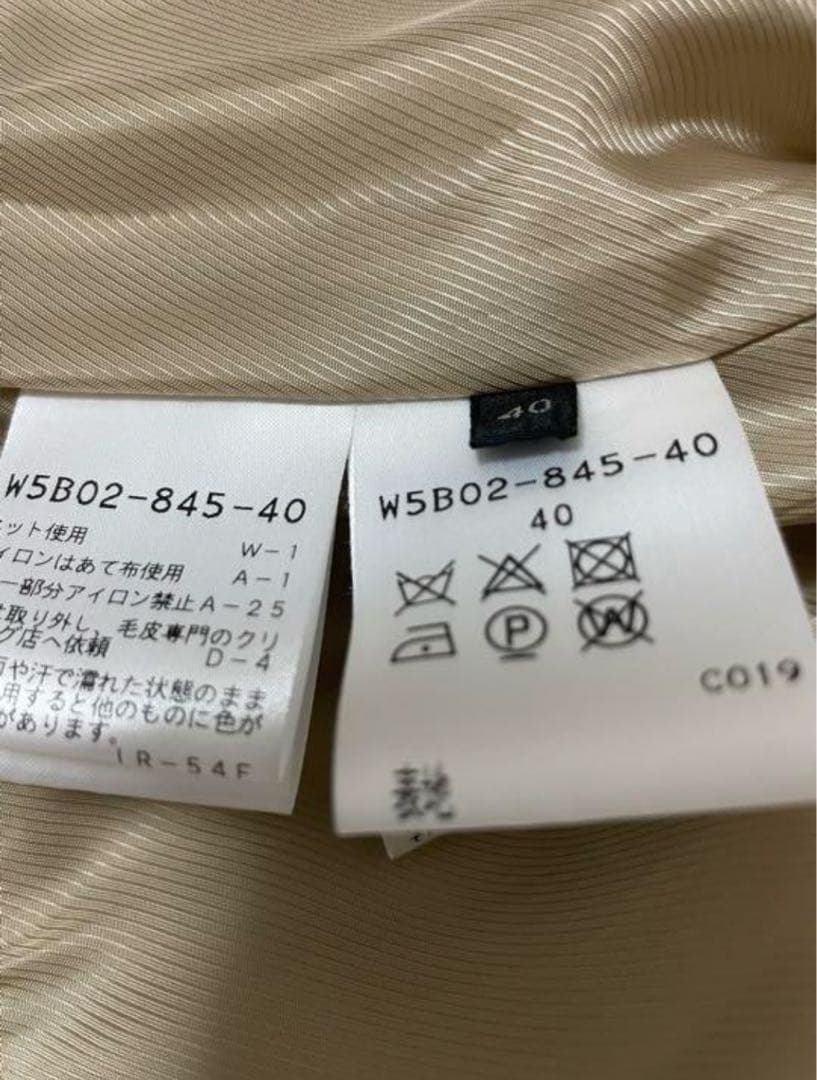 40
W5B02-845-40
ット使用
W-1
イロンはあて布使用 A-1
一部分アイロン禁止A-25
取り外し、毛皮専門のクリ
グ店へ依頼 D-4
や汗で濡れた状態のまま
用すると他のものに色が
があります。
IR-54F
W5B02-845-40
40
P
W
C019